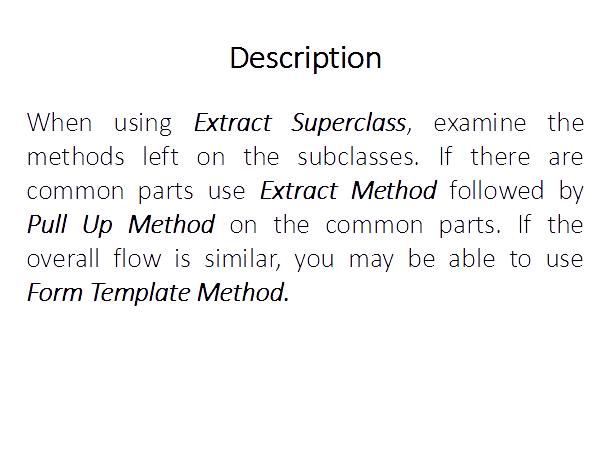 Description
When using Extract Superclass, examine the
methods left on the subclasses. If there are
common parts use Extract Method followed by
Pull Up Method on the common parts. If the
overall flow is similar, you may be able to use
Form Template Method.